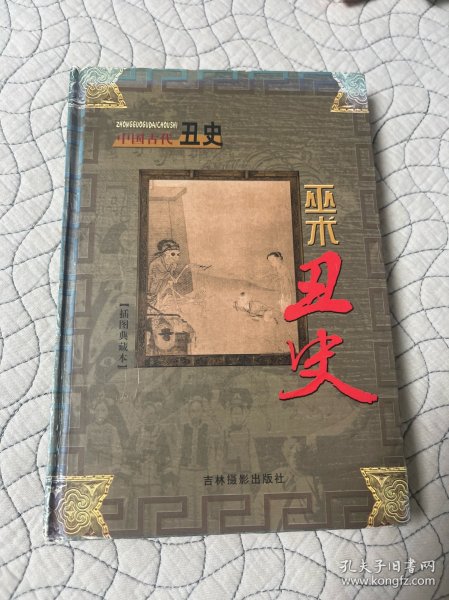 ZHONGGUOGUDAICHOUSHI
中国古代丑史
巫术
丑史
【插图典藏本】
吉林摄影出版社
孔夫子旧书网
www.kongfz.com